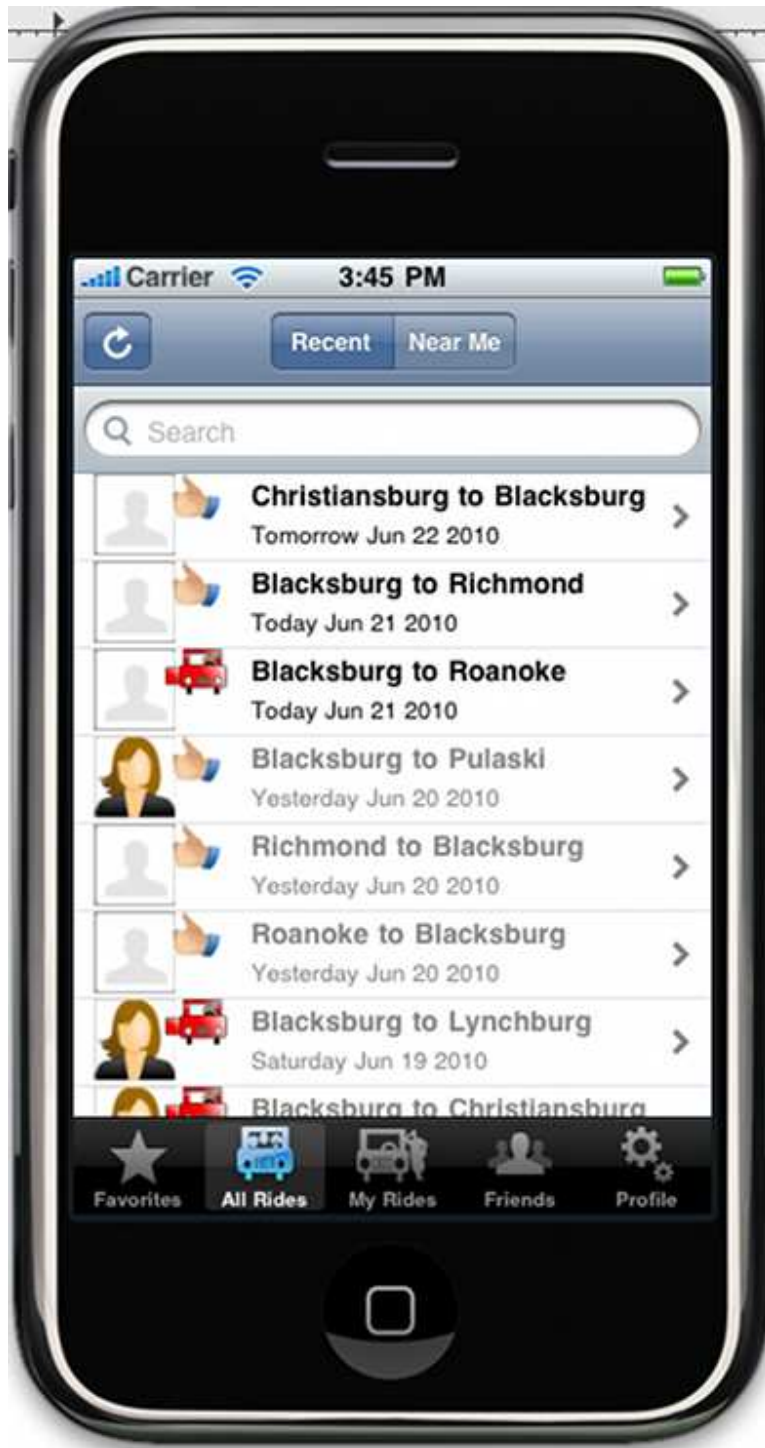 Carrier 3:45 PM
Recent Near Me
Search
Christiansburg to Blacksburg
Tomorrow Jun 22 2010
Blacksburg to Richmond
Today Jun 21 2010
Blacksburg to Roanoke
Today Jun 21 2010
Blacksburg to Pulaski
Yesterday Jun 20 2010
Richmond to Blacksburg
Yesterday Jun 20 2010
Roanoke to Blacksburg
Yesterday Jun 20 2010
Blacksburg to Lynchburg
Saturday Jun 19 2010
Blacksburg to Christiansburg
Favorites All Rides My Rides Friends Profile